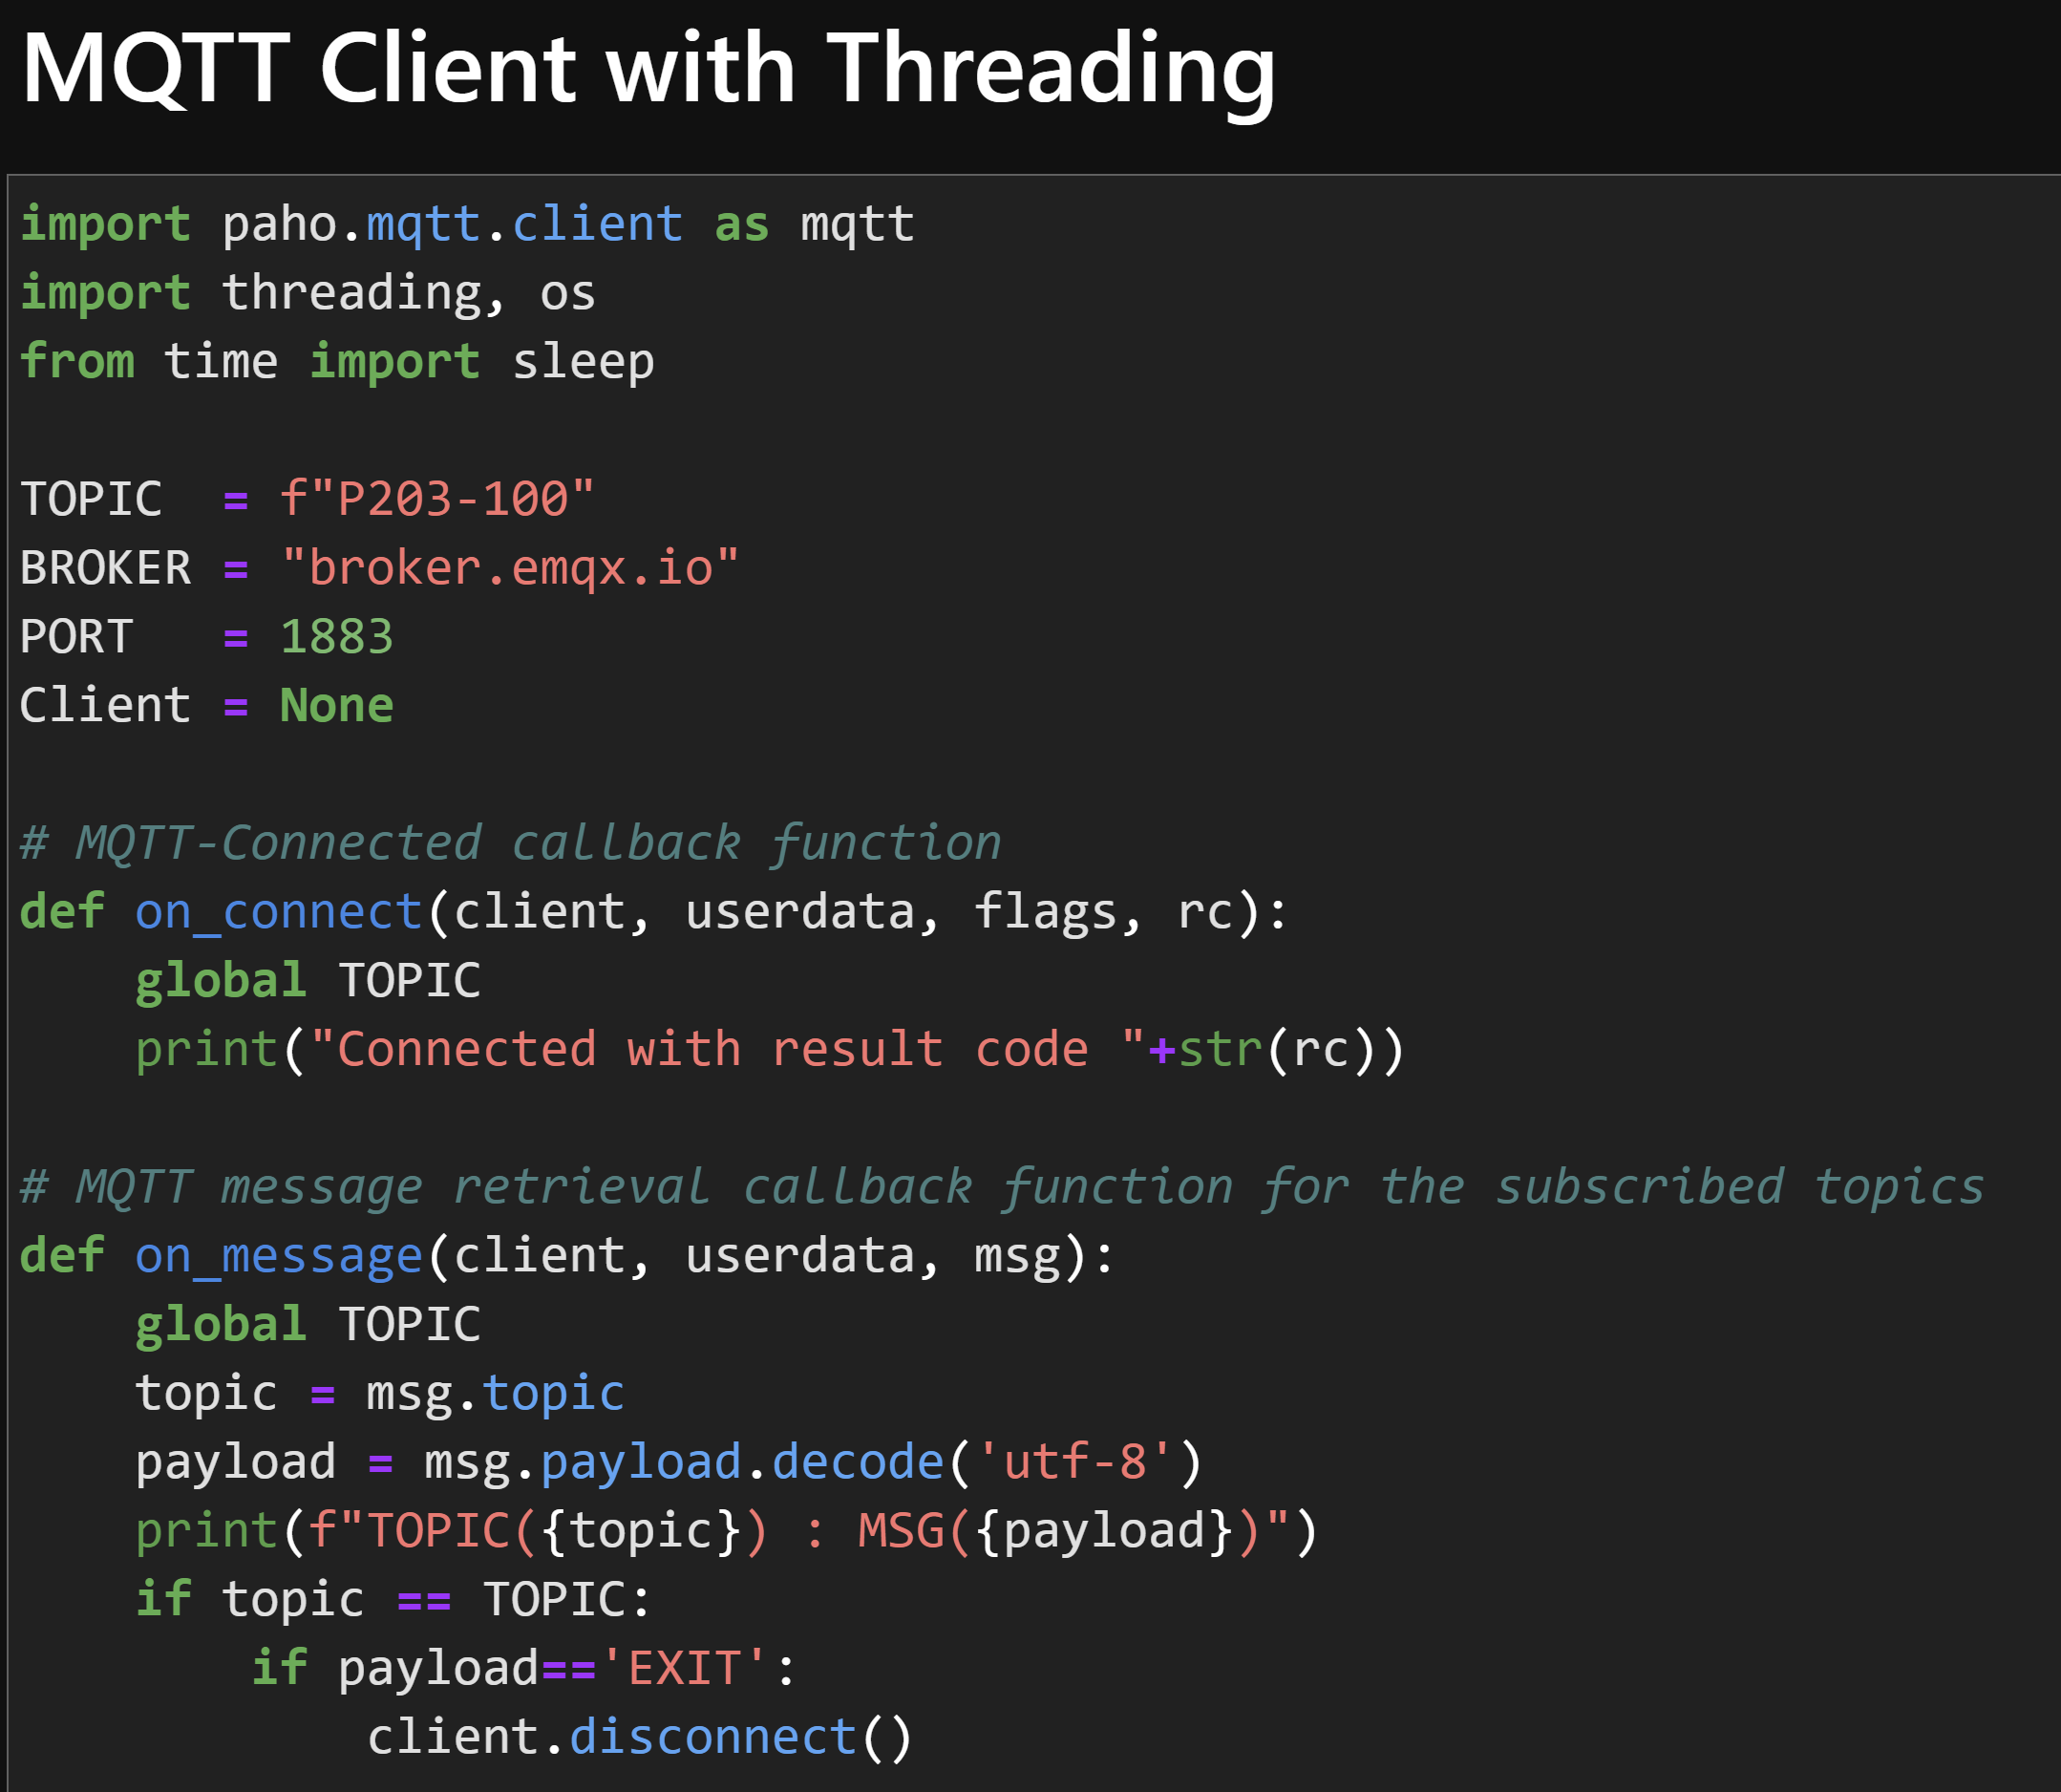 MQTT Client with Threading
import paho.mqtt.client as mqtt
import threading, os
from time import sleep
TOPIC  = f"P203-100"
BROKER = "broker.emqx.io"
PORT   = 1883
Client = None
# MQTT-Connected callback function
def on_connect(client, userdata, flags, rc):
    global TOPIC
    print("Connected with result code "+str(rc))
# MQTT message retrieval callback function for the subscribed topics
def on_message(client, userdata, msg):
    global TOPIC
    topic = msg.topic
    payload = msg.payload.decode('utf-8')
    print(f"TOPIC({topic}) : MSG({payload})")
    if topic == TOPIC:
        if payload=='EXIT':
            client.disconnect()